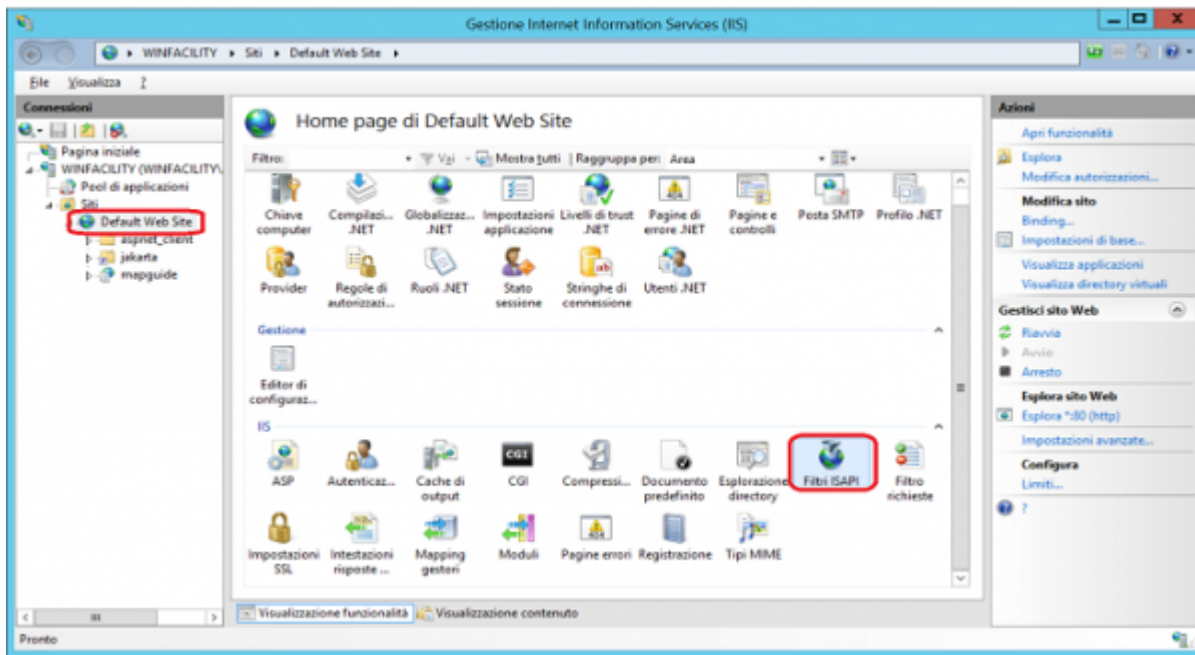 Gestione Internet Information Services (IIS)
WINFACILITY Siti Default Web Site
File Visualizza ?
Connessioni
Pagina iniziale
WINFACILITY (WINFACILITY\
Pool di applicazioni
Siti
Default Web Site
aspnet_client
jakarta
mapguide
Pronto
Home page di Default Web Site
Filtro: Vai Mostra tutti Raggruppa per: Area
Chiave computer
Compilazi... .NET
Globalizzaz... .NET
Impostazioni applicazione
Livelli di trust .NET
Pagine di errore .NET
Pagine e controlli
Posta SMTP
Profilo .NET
Provider
Regole di autorizzazi...
Ruoli .NET
Stato sessione
Stringhe di connessione
Utenti .NET
Gestione
Editor di configuraz...
IIS
ASP
Autenticaz...
Cache di output
CGI
CGI
Compressi...
Documento predefinito
Esplorazione directory
Filtri ISAPI
Filtro richieste
Impostazioni SSL
Intestazioni risposte ...
Mapping gestori
Moduli
Pagine errori
Registrazione
Tipi MIME
Visualizzazione funzionalità Visualizzazione contenuto
Azioni
Apri funzionalità
Esplora
Modifica autorizzazioni...
Modifica sito
Binding...
Impostazioni di base...
Visualizza applicazioni
Visualizza directory virtuali
Gestisci sito Web
Riavvia
Avvio
Arresto
Esplora sito Web
Esplora *:80 (http)
Impostazioni avanzate...
Configura
Limiti...
?